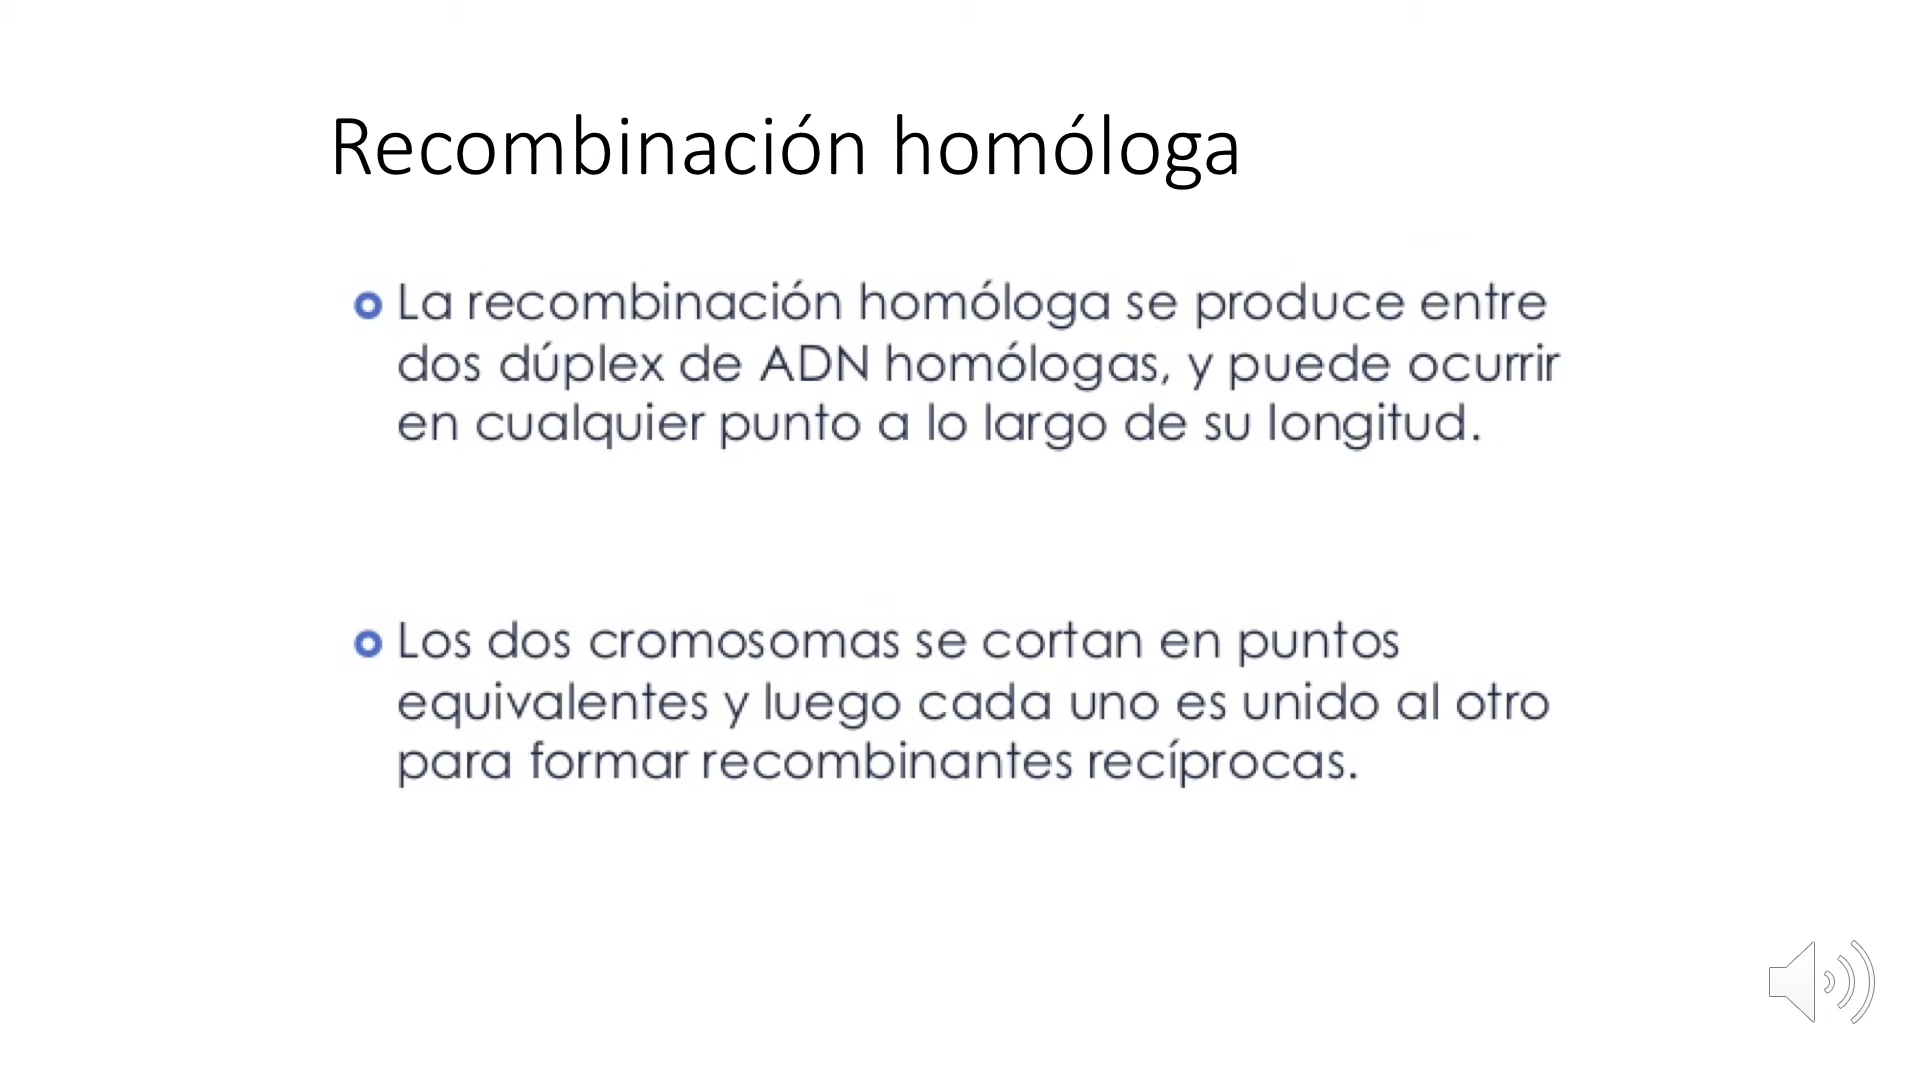 Recombinación homóloga
La recombinación homóloga se produce entre
dos dúplex de ADN homólogas, y puede ocurrir
en cualquier punto a lo largo de su longitud.
Los dos cromosomas se cortan en puntos
equivalentes y luego cada uno es unido al otro
para formar recombinantes recíprocas.